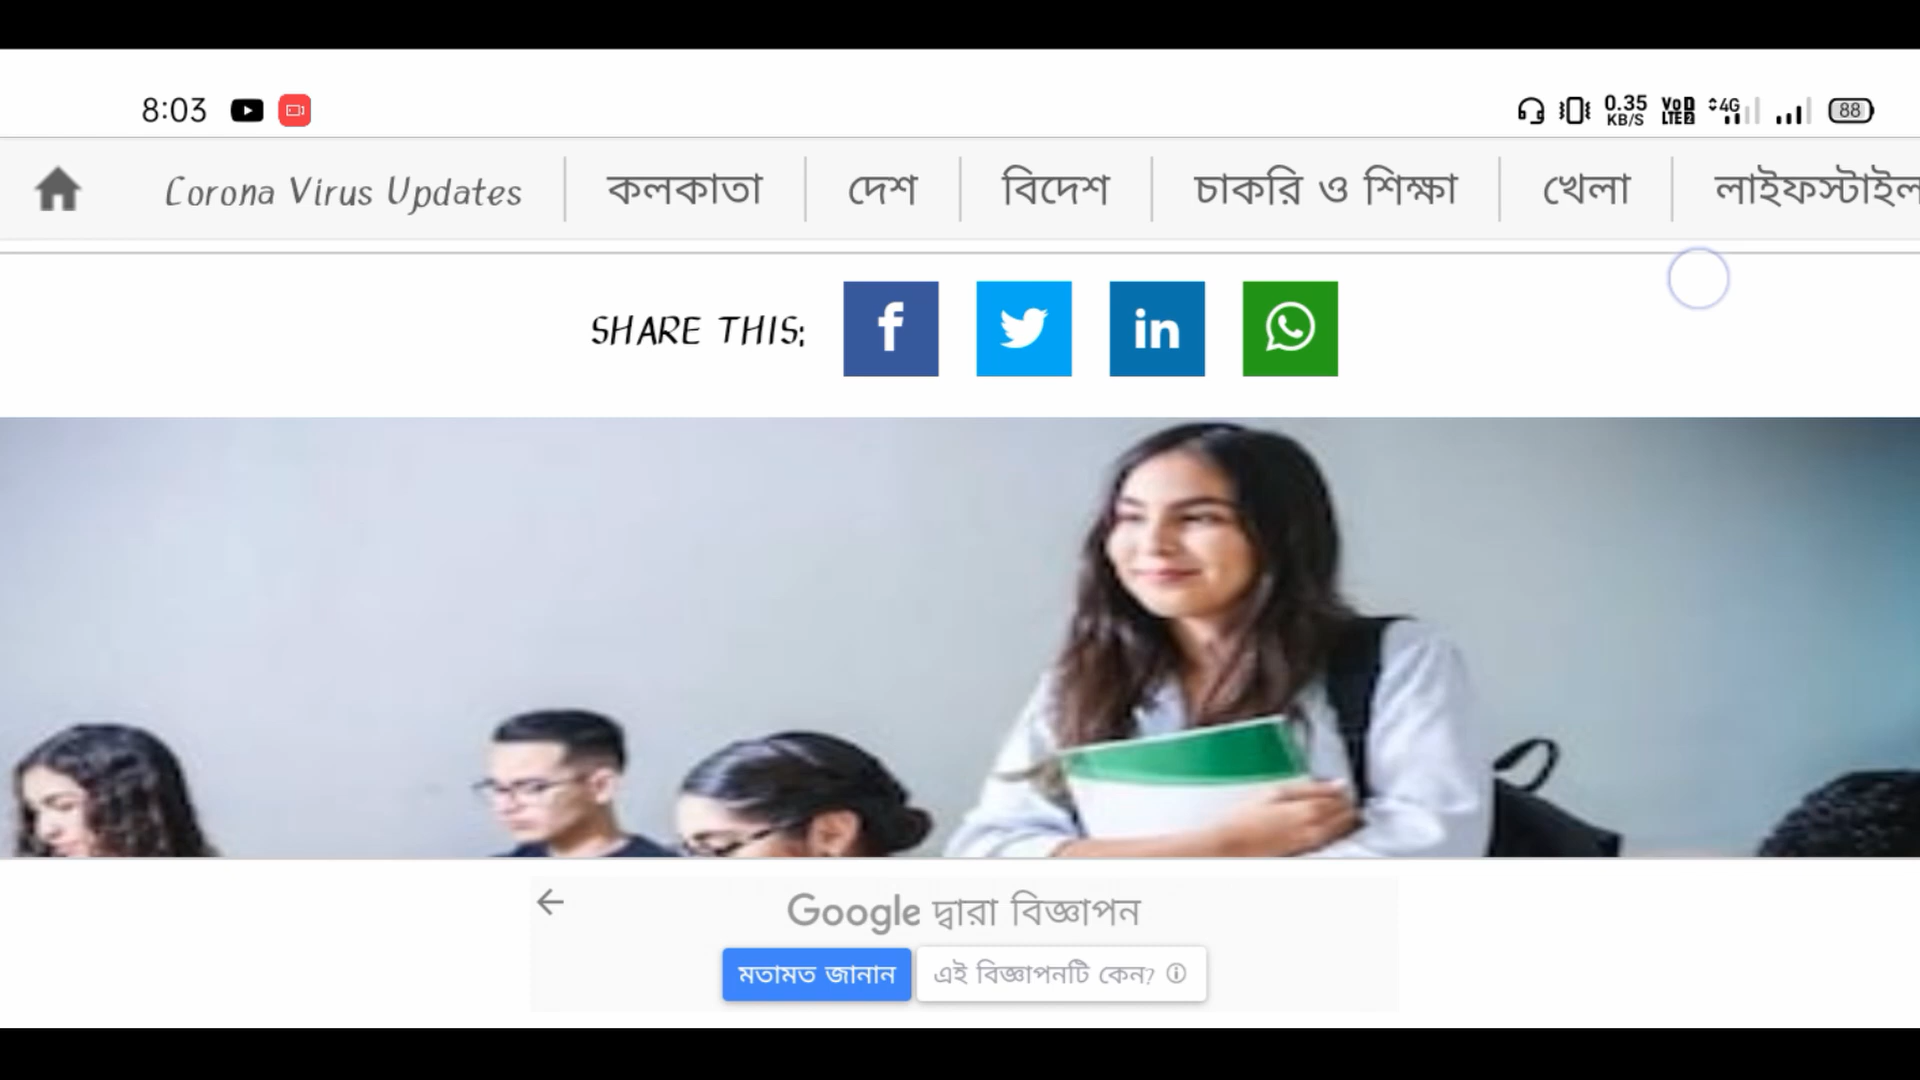 8:03 0.35 KB/S VoD LTE2 4G 88
Corona Virus Updates কলকাতা দেশ বিদেশ চাকরি ও শিক্ষা খেলা লাইফস্টাইল
SHARE THIS: f in
Google দ্বারা বিজ্ঞাপন
মতামত জানান এই বিজ্ঞাপনটি কেন?